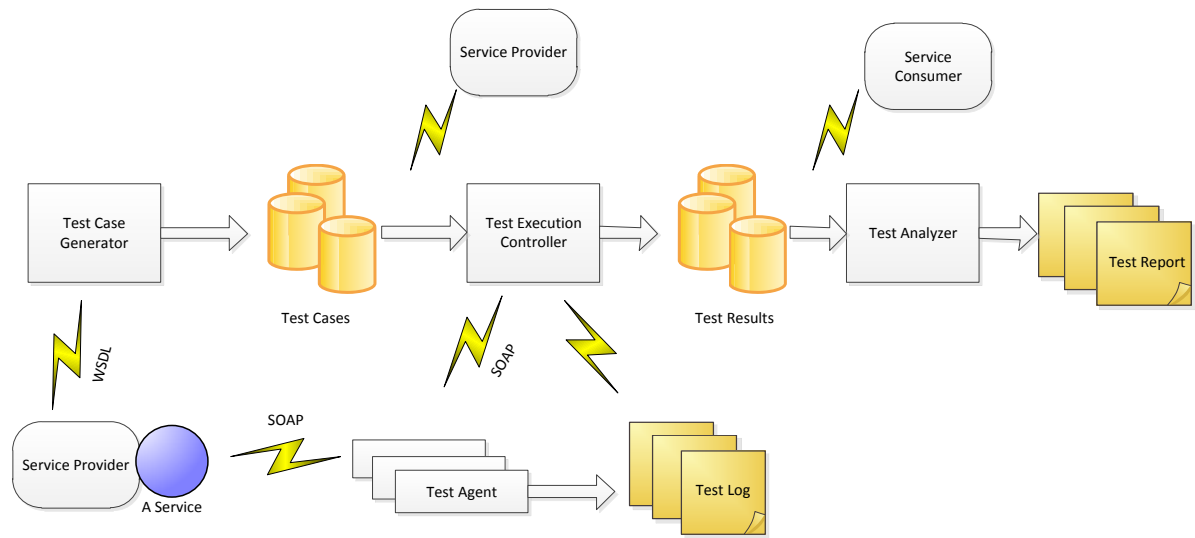 Service Provider
Service
Consumer
Test Case
Generator
Test Execution
Controller
Test Analyzer
Test Report
Test Cases
Test Results
WSDL
SOAP
SOAP
Service Provider
A Service
Test Agent
Test Log